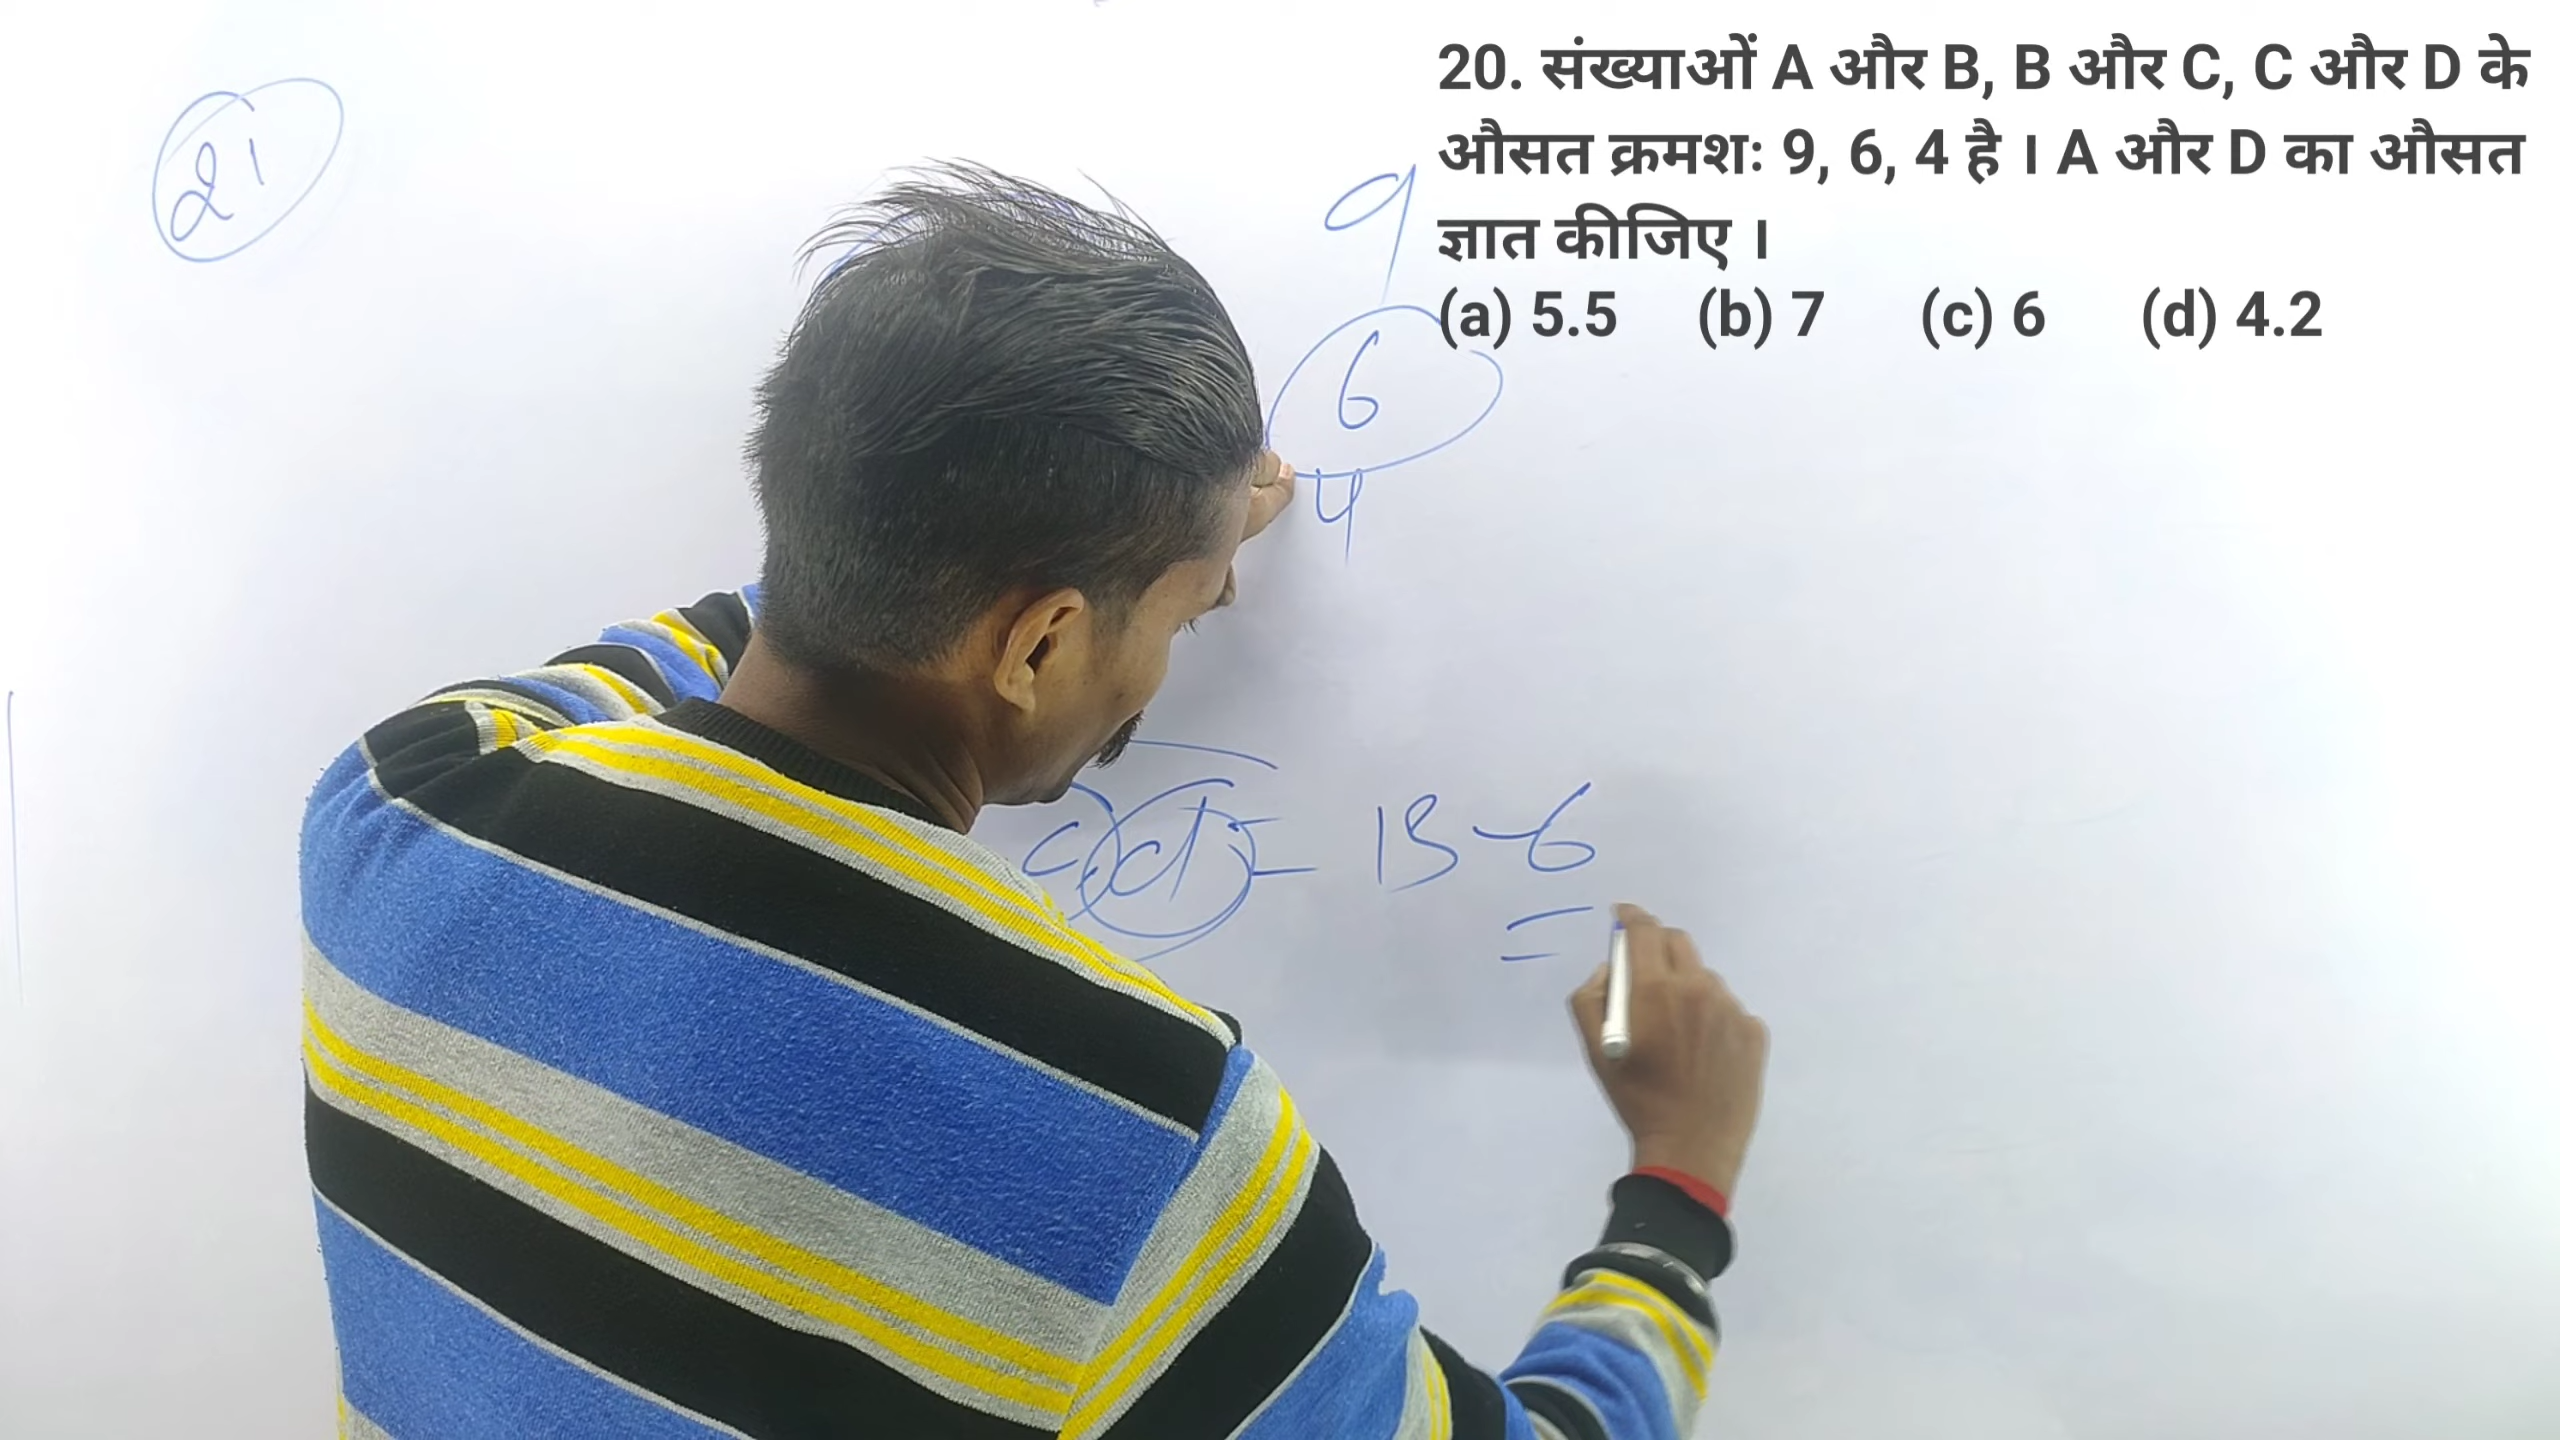 20. संख्याओं A और B, B और C, C और D के
औसत क्रमशः 9, 6, 4 है । A और D का औसत
ज्ञात कीजिए ।
(a) 5.5 (b) 7 (c) 6 (d) 4.2
21
9
6
4
c d = 13 - 6
=